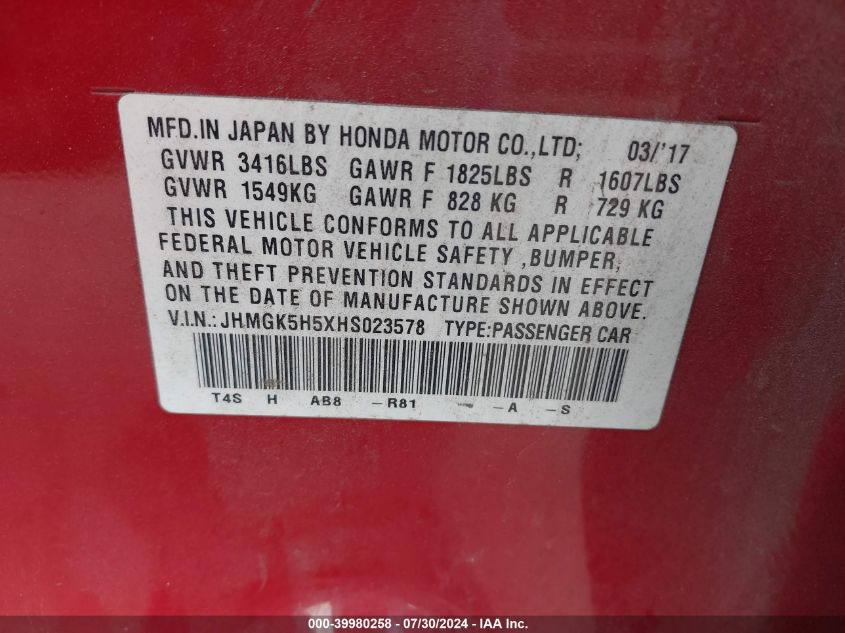 MFD.IN JAPAN BY HONDA MOTOR CO.,LTD; 03/'17
GVWR 3416LBS GAWR F 1825LBS R 1607LBS
GVWR 1549KG GAWR F 828 KG R 729 KG
THIS VEHICLE CONFORMS TO ALL APPLICABLE
FEDERAL MOTOR VEHICLE SAFETY ,BUMPER,
AND THEFT PREVENTION STANDARDS IN EFFECT
ON THE DATE OF MANUFACTURE SHOWN ABOVE.
V.I.N.: JHMGK5H5XHS023578 TYPE:PASSENGER CAR
T4S H AB8 -R81 - -A -S
000-39980258 - 07/30/2024 - IAA Inc.